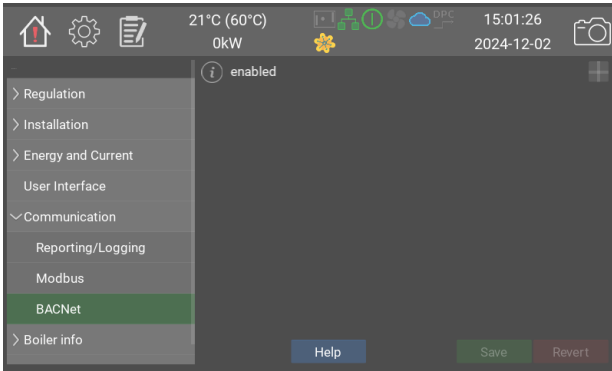 21°C (60°C)
0kW
DPC
15:01:26
2024-12-02
enabled
Regulation
Installation
Energy and Current
User Interface
Communication
Reporting/Logging
Modbus
BACNet
Boiler info
Help
Save
Revert